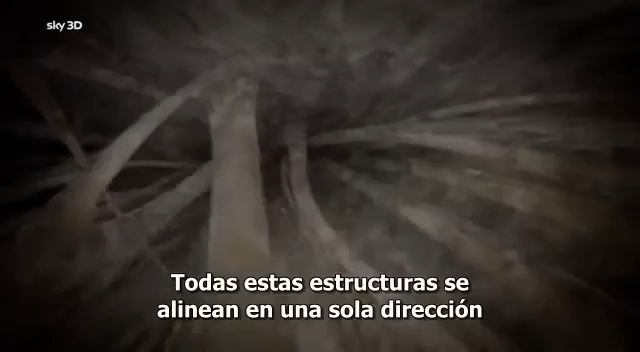 sky 3D
Todas estas estructuras se
alinean en una sola dirección